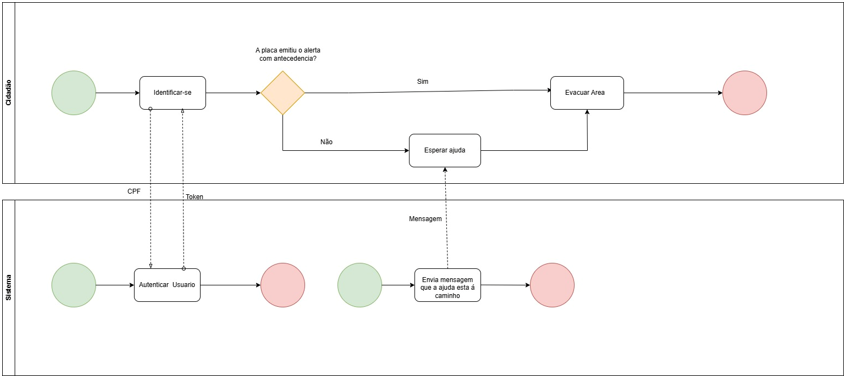 A placa emitiu o alerta
com antecedencia?
Cidadão
Identificar-se
Sim
Evacuar Area
Não
Esperar ajuda
CPF
Token
Mensagem
Sistema
Autenticar Usuario
Envia mensagem
que a ajuda esta á
caminho